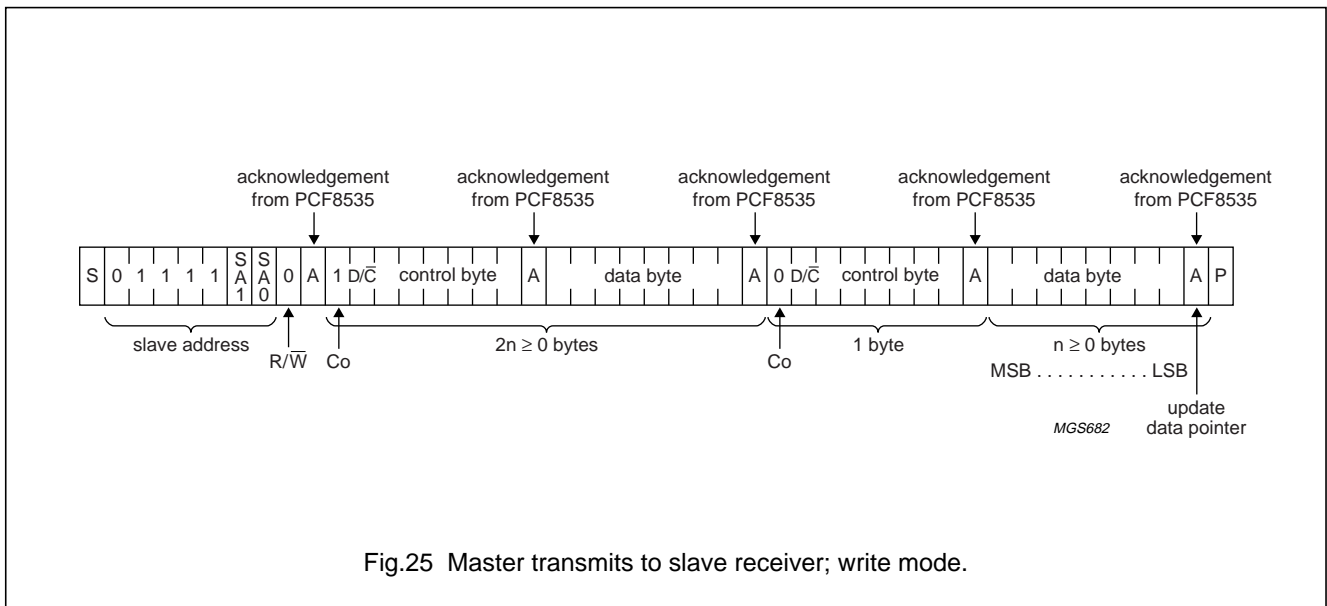 acknowledgement
from PCF8535
acknowledgement
from PCF8535
acknowledgement
from PCF8535
acknowledgement
from PCF8535
acknowledgement
from PCF8535
S 0 1 1 1 1 SA1 SA0 0 A 1 D/C̅ control byte A data byte A 0 D/C̅ control byte A data byte A P
slave address
R/W̅
Co
2n ≥ 0 bytes
Co
1 byte
n ≥ 0 bytes
MSB . . . . . . . . . . . LSB
update
data pointer
MGS682
Fig.25 Master transmits to slave receiver; write mode.